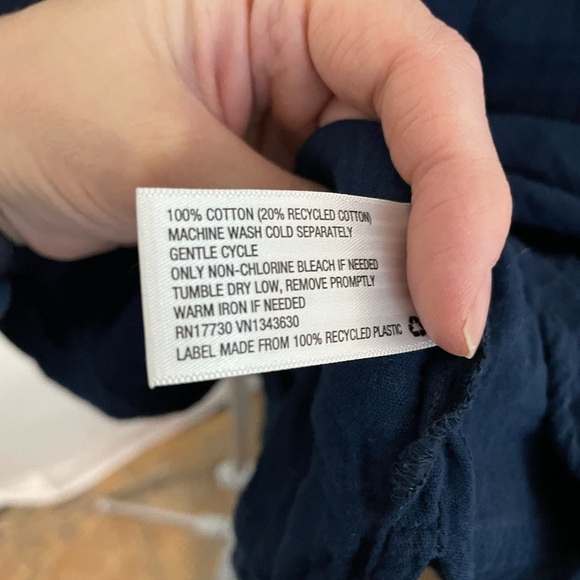 100% COTTON (20% RECYCLED COTTON)
MACHINE WASH COLD SEPARATELY
GENTLE CYCLE
ONLY NON-CHLORINE BLEACH IF NEEDED
TUMBLE DRY LOW, REMOVE PROMPTLY
WARM IRON IF NEEDED
RN17730 VN1343630
LABEL MADE FROM 100% RECYCLED PLASTIC